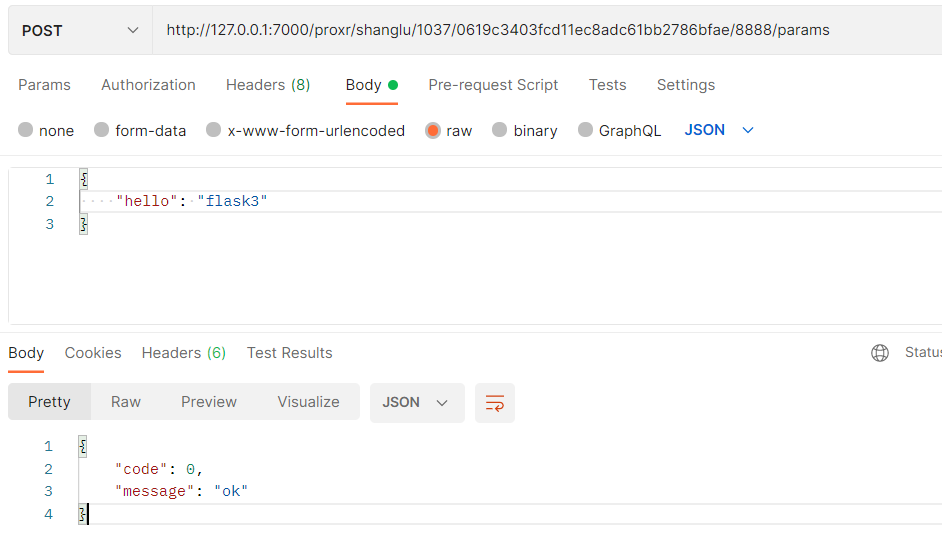 POST http://127.0.0.1:7000/proxr/shanglu/1037/0619c3403fcd11ec8adc61bb2786bfae/8888/params
Params Authorization Headers (8) Body Pre-request Script Tests Settings
none form-data x-www-form-urlencoded raw binary GraphQL JSON
1 {
2 "hello": "flask3"
3 }
Body Cookies Headers (6) Test Results Status
Pretty Raw Preview Visualize JSON
1 {
2 "code": 0,
3 "message": "ok"
4 }